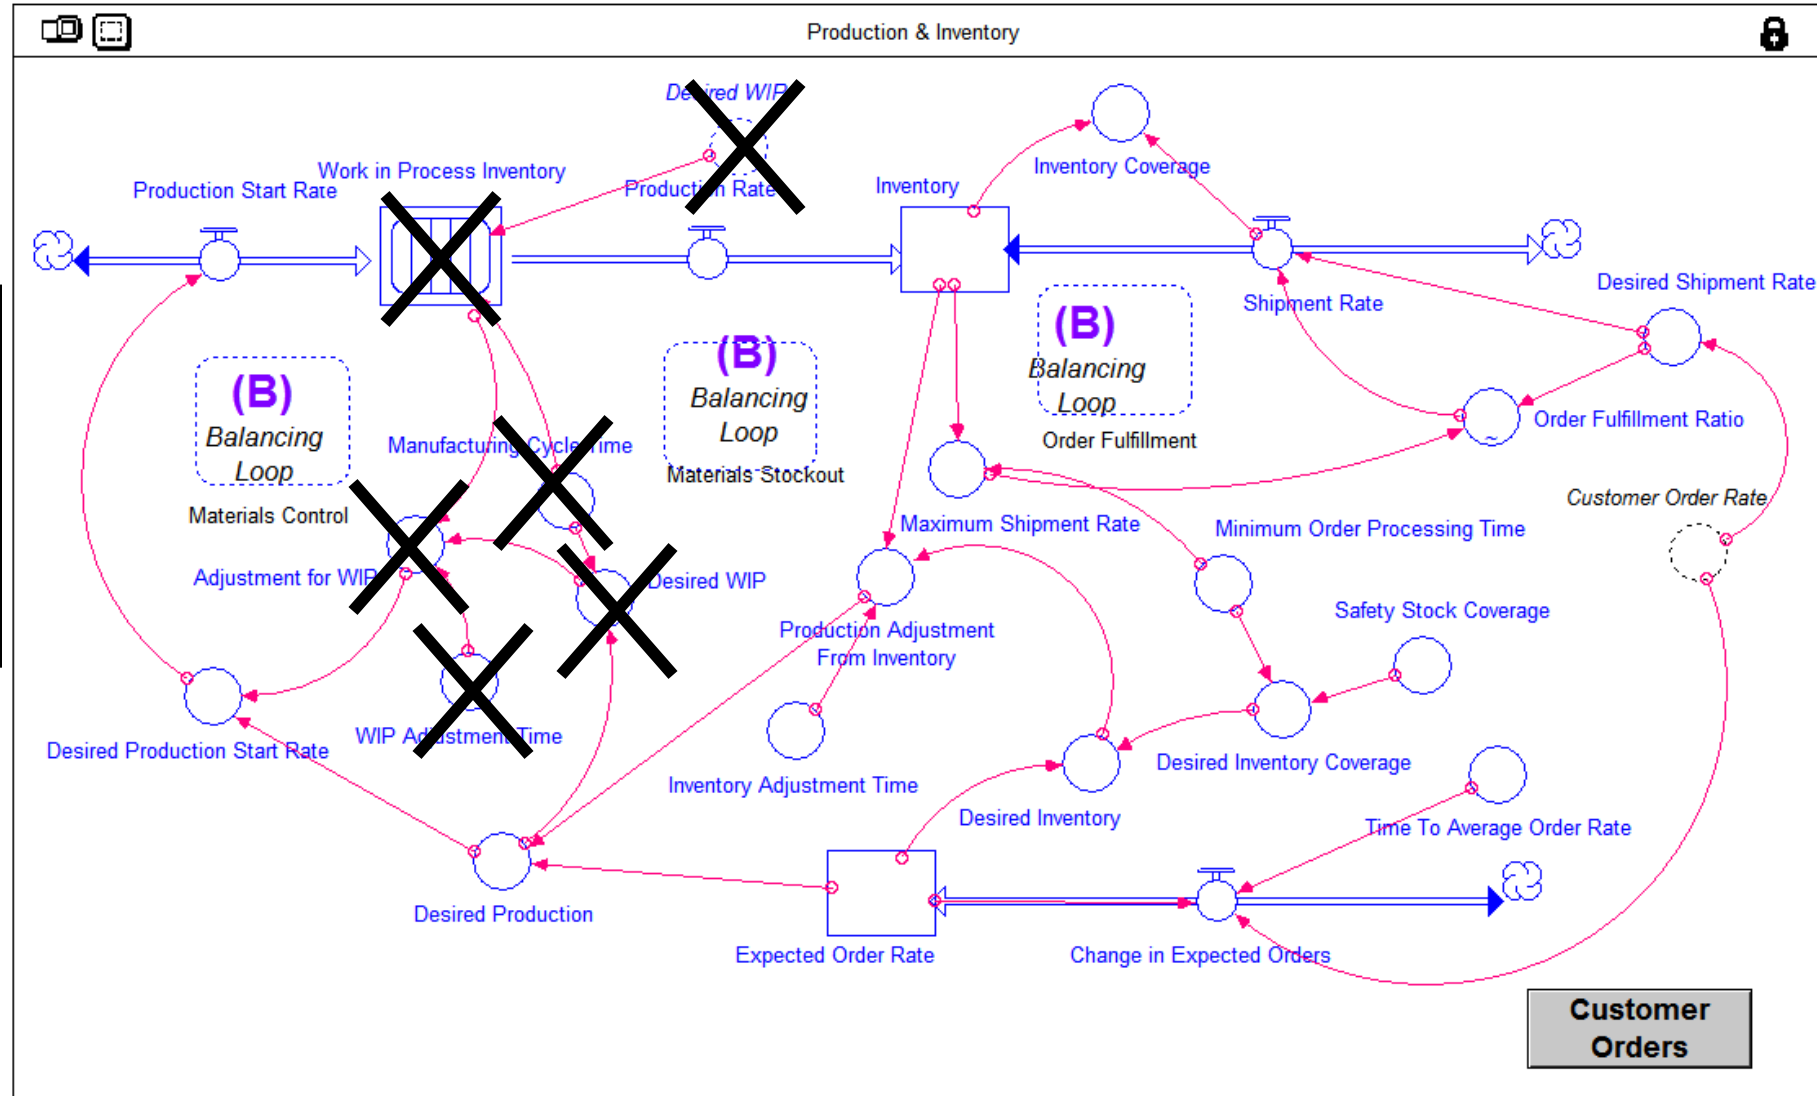 Production & Inventory
Desired WIP
Work in Process Inventory
Production Start Rate
Production Rate
Inventory
Inventory Coverage
Shipment Rate
Desired Shipment Rate
(B)
Balancing
Loop
Materials Control
(B)
Balancing
Loop
Materials Stockout
(B)
Balancing
Loop
Order Fulfillment
Order Fulfillment Ratio
~
Manufacturing Cycle Time
Customer Order Rate
Maximum Shipment Rate
Minimum Order Processing Time
Adjustment for WIP
Desired WIP
Safety Stock Coverage
Production Adjustment
From Inventory
WIP Adjustment Time
Desired Production Start Rate
Inventory Adjustment Time
Desired Inventory Coverage
Desired Inventory
Time To Average Order Rate
Desired Production
Expected Order Rate
Change in Expected Orders
Customer
Orders